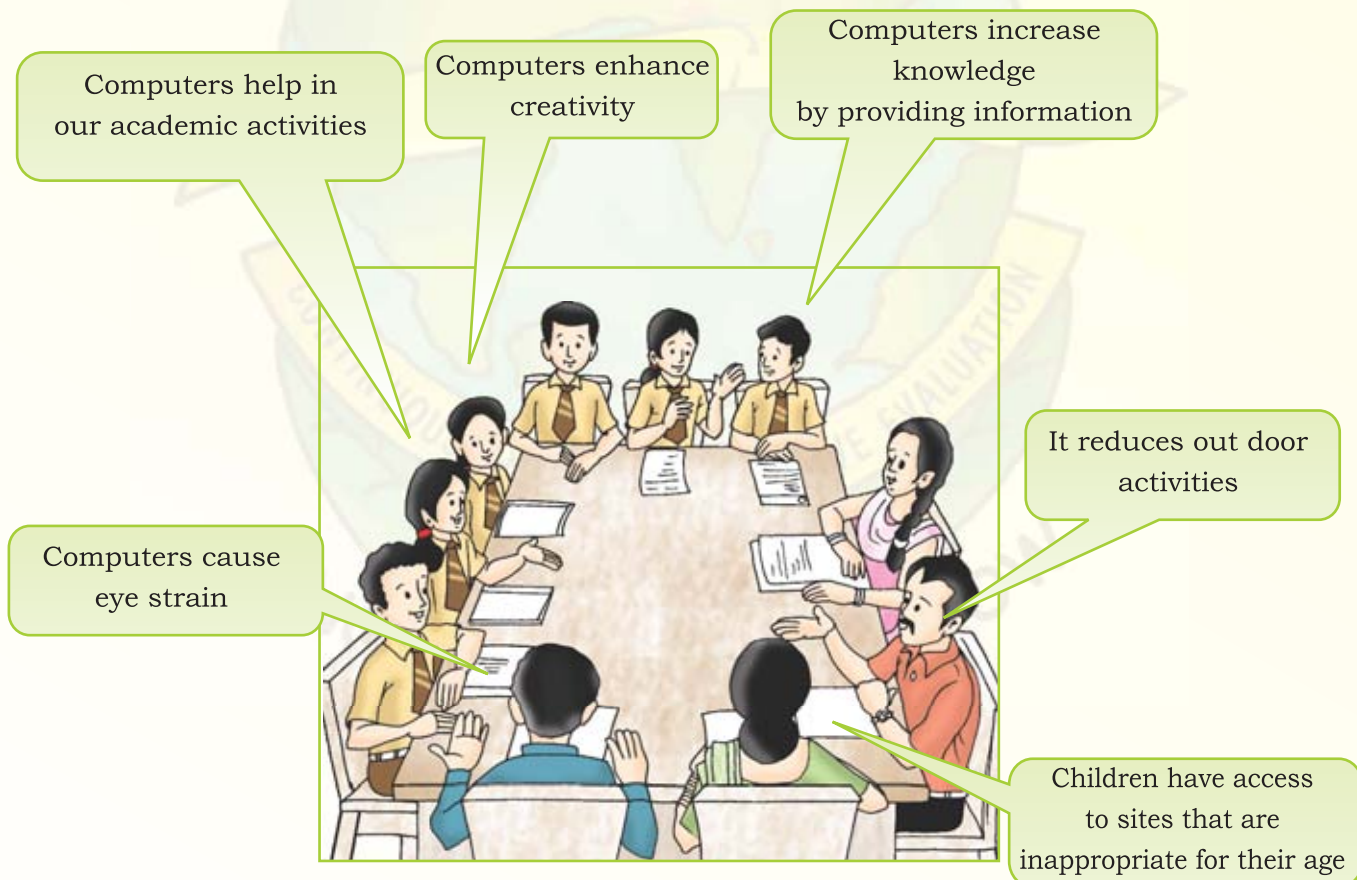 Computers help in
our academic activities
Computers enhance
creativity
Computers increase
knowledge
by providing information
It reduces out door
activities
Computers cause
eye strain
Children have access
to sites that are
inappropriate for their age
EVALUATION